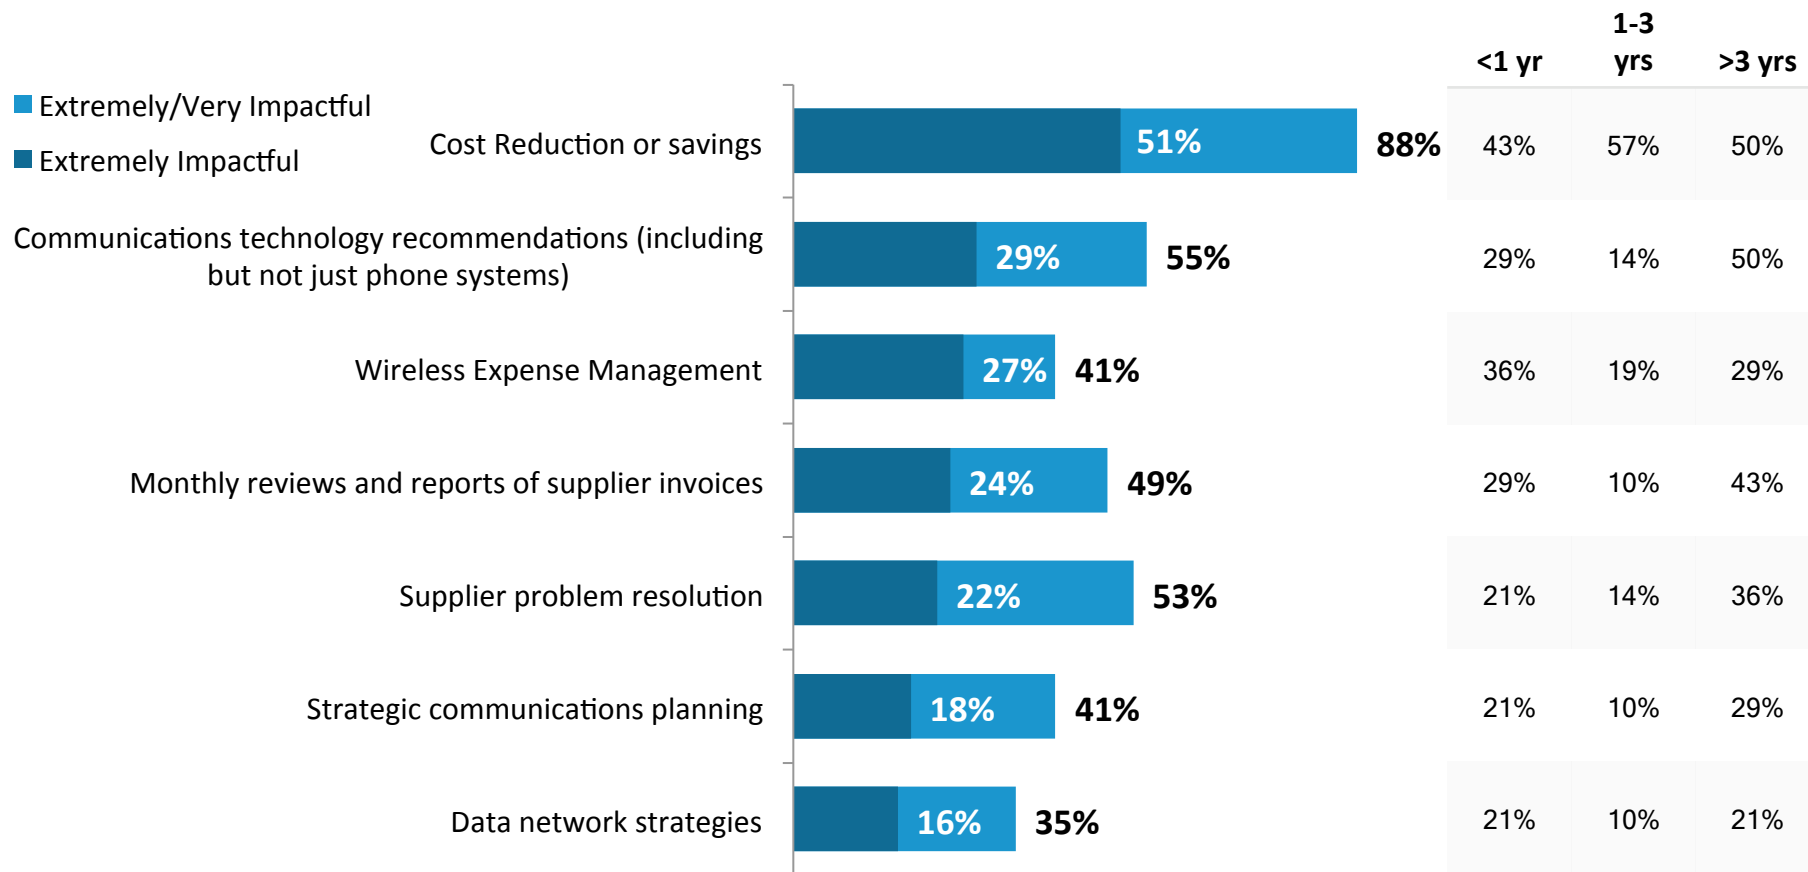 1-3
<1 yr yrs >3 yrs
Extremely/Very Impactful
Extremely Impactful
Cost Reduction or savings 51% 88% 43% 57% 50%
Communications technology recommendations (including
but not just phone systems) 29% 55% 29% 14% 50%
Wireless Expense Management 27% 41% 36% 19% 29%
Monthly reviews and reports of supplier invoices 24% 49% 29% 10% 43%
Supplier problem resolution 22% 53% 21% 14% 36%
Strategic communications planning 18% 41% 21% 10% 29%
Data network strategies 16% 35% 21% 10% 21%